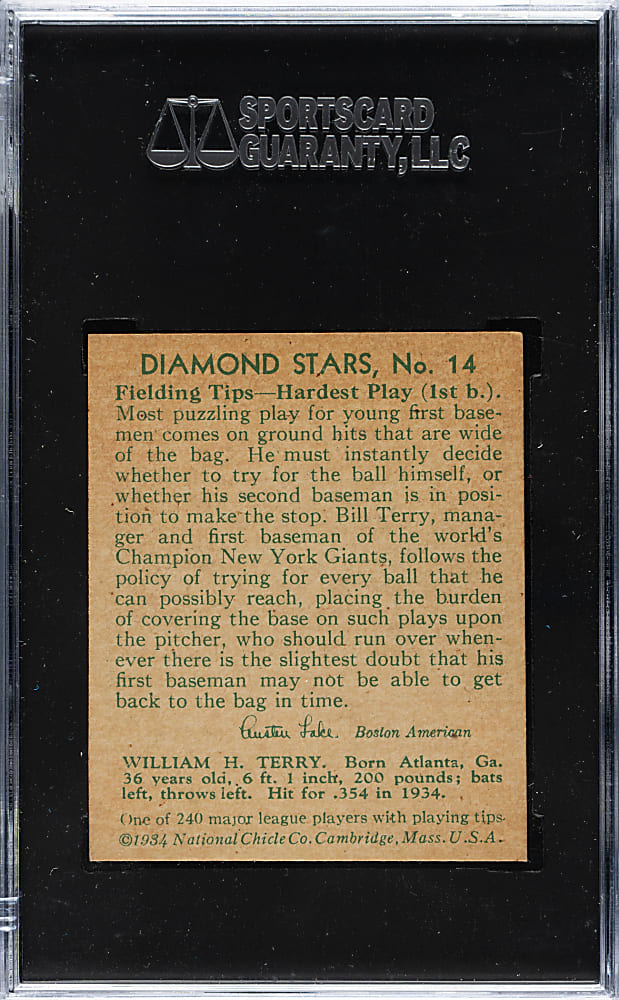 SPORTSCARD
GUARANTY, LLC
DIAMOND STARS, No. 14
Fielding Tips—Hardest Play (1st b.).
Most puzzling play for young first base-
men comes on ground hits that are wide
of the bag. He must instantly decide
whether to try for the ball himself, or
whether his second baseman is in posi-
tion to make the stop. Bill Terry, mana-
ger and first baseman of the world's
Champion New York Giants, follows the
policy of trying for every ball that he
can possibly reach, placing the burden
of covering the base on such plays upon
the pitcher, who should run over when-
ever there is the slightest doubt that his
first baseman may not be able to get
back to the bag in time.
Austen Lake. Boston American
WILLIAM H. TERRY. Born Atlanta, Ga.
36 years old, 6 ft. 1 inch, 200 pounds; bats
left, throws left. Hit for .354 in 1934.
One of 240 major league players with playing tips.
©1934 National Chicle Co. Cambridge, Mass. U.S.A.